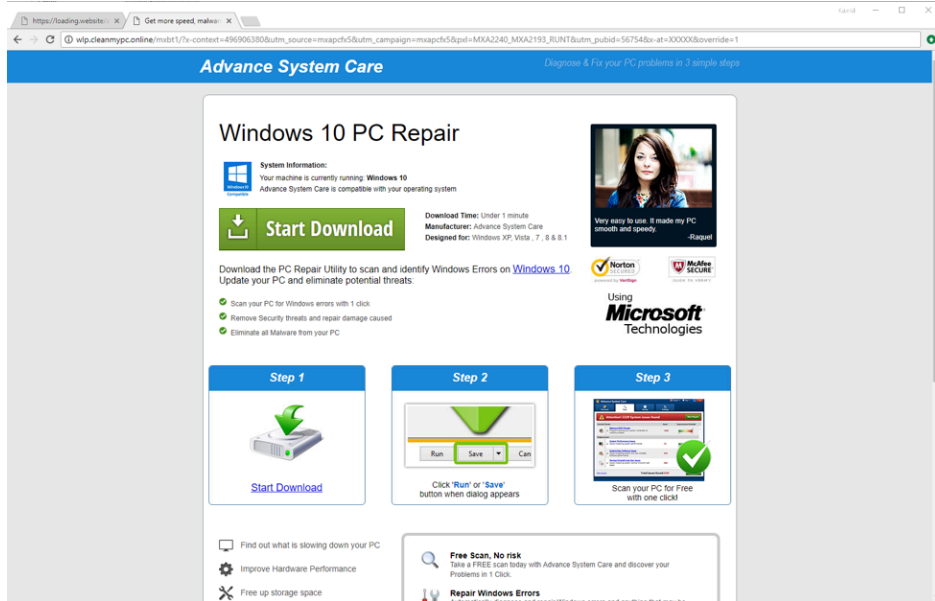 https://loading.website/
Get more speed, malwar
wlp.cleanmypc.online/mxbt1/?x-context=496906380&utm_source=mxapcfx5&utm_campaign=mxapcfx5&pxl=MXA2240_MXA2193_RUNT&utm_pubid=56754&x-at=XXXXX&override=1
Advance System Care
Diagnose & Fix your PC problems in 3 simple steps
Windows 10 PC Repair
System Information:
Your machine is currently running: Windows 10
Advance System Care is compatible with your operating system
Windows 10
Compatible
Start Download
Download Time: Under 1 minute
Manufacturer: Advance System Care
Designed for: Windows XP, Vista , 7 , 8 & 8.1
Very easy to use. It made my PC
smooth and speedy.
-Raquel
Download the PC Repair Utility to scan and identify Windows Errors on Windows 10.
Update your PC and eliminate potential threats:
Norton
SECURED
powered by VeriSign
McAfee
SECURE
Scan your PC for Windows errors with 1 click
Remove Security threats and repair damage caused
Eliminate all Malware from your PC
Using
Microsoft
Technologies
Step 1
Step 2
Step 3
Run
Save
Can
Start Download
Click 'Run' or 'Save'
button when dialog appears
Scan your PC for Free
with one click!
Find out what is slowing down your PC
Improve Hardware Performance
Free up storage space
Free Scan, No risk
Take a FREE scan today with Advance System Care and discover your
Problems in 1 Click.
Repair Windows Errors